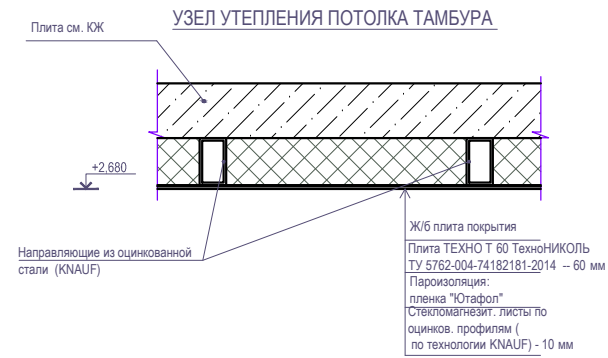 УЗЕЛ УТЕПЛЕНИЯ ПОТОЛКА ТАМБУРА
Плита см. КЖ
+2,680
Направляющие из оцинкованной
стали (KNAUF)
Ж/б плита покрытия
Плита ТЕХНО Т 60 ТехноНИКОЛЬ
ТУ 5762-004-74182181-2014 -- 60 мм
Пароизоляция:
пленка "Ютафол"
Стекломагнезит. листы по
оцинков. профилям (
по технологии KNAUF) - 10 мм